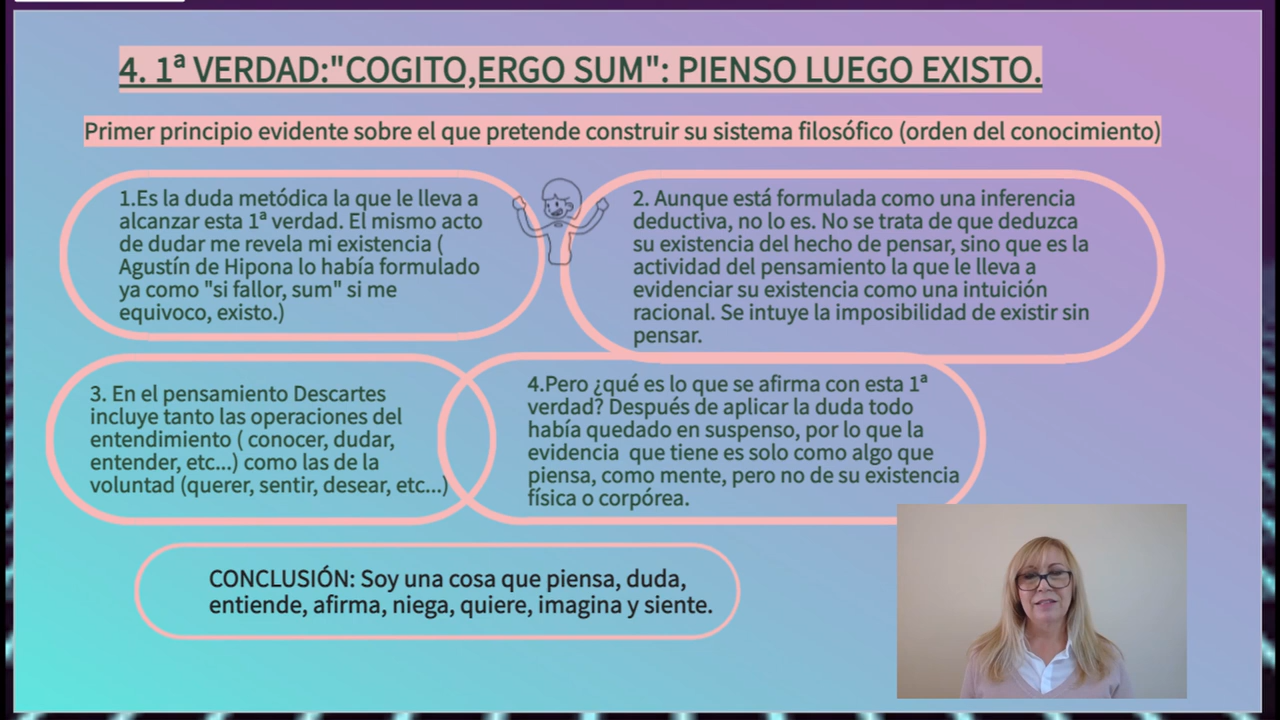 4. 1ª VERDAD:"COGITO,ERGO SUM": PIENSO LUEGO EXISTO.
Primer principio evidente sobre el que pretende construir su sistema filosófico (orden del conocimiento)
1.Es la duda metódica la que le lleva a
alcanzar esta 1ª verdad. El mismo acto
de dudar me revela mi existencia (
Agustín de Hipona lo había formulado
ya como "si fallor, sum" si me
equivoco, existo.)
2. Aunque está formulada como una inferencia
deductiva, no lo es. No se trata de que deduzca
su existencia del hecho de pensar, sino que es la
actividad del pensamiento la que le lleva a
evidenciar su existencia como una intuición
racional. Se intuye la imposibilidad de existir sin
pensar.
3. En el pensamiento Descartes
incluye tanto las operaciones del
entendimiento ( conocer, dudar,
entender, etc...) como las de la
voluntad (querer, sentir, desear, etc...)
4.Pero ¿qué es lo que se afirma con esta 1ª
verdad? Después de aplicar la duda todo
había quedado en suspenso, por lo que la
evidencia que tiene es solo como algo que
piensa, como mente, pero no de su existencia
física o corpórea.
CONCLUSIÓN: Soy una cosa que piensa, duda,
entiende, afirma, niega, quiere, imagina y siente.